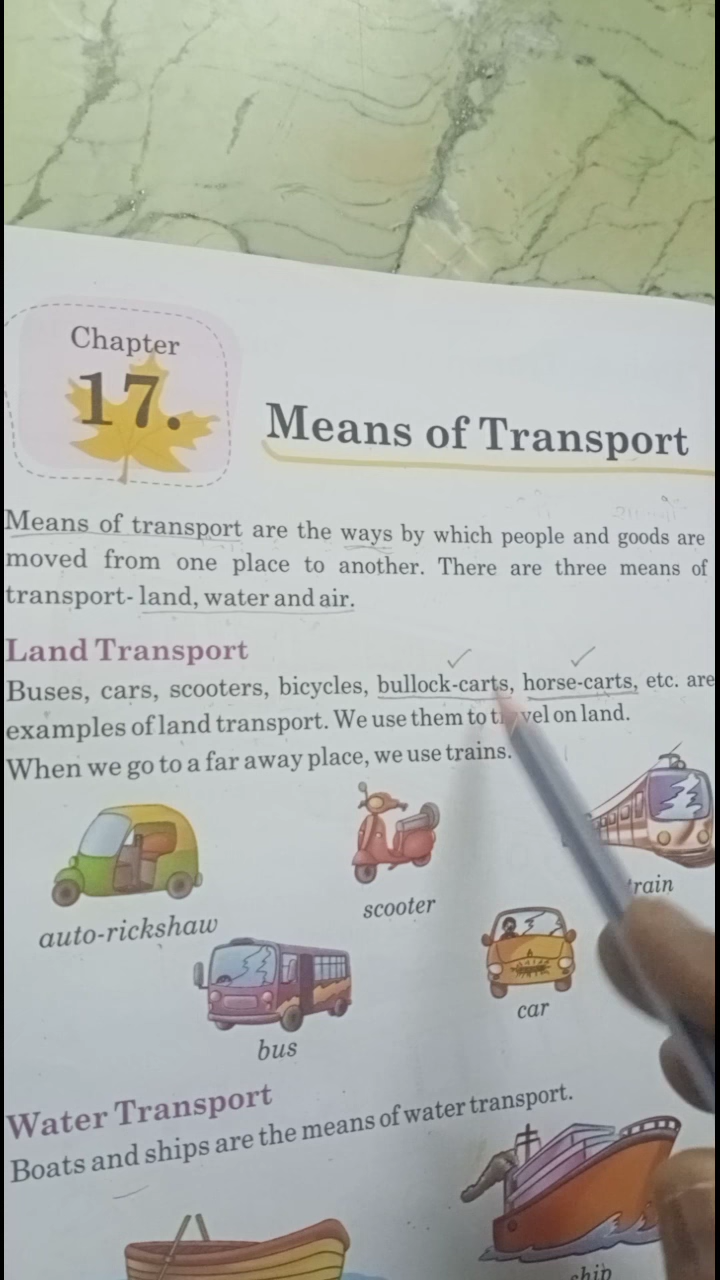 Chapter
17.
Means of Transport
Means of transport are the ways by which people and goods are
moved from one place to another. There are three means of
transport- land, water and air.
Land Transport
Buses, cars, scooters, bicycles, bullock-carts, horse-carts, etc. are
examples of land transport. We use them to travel on land.
When we go to a far away place, we use trains.
auto-rickshaw
scooter
train
bus
car
Water Transport
Boats and ships are the means of water transport.
ship